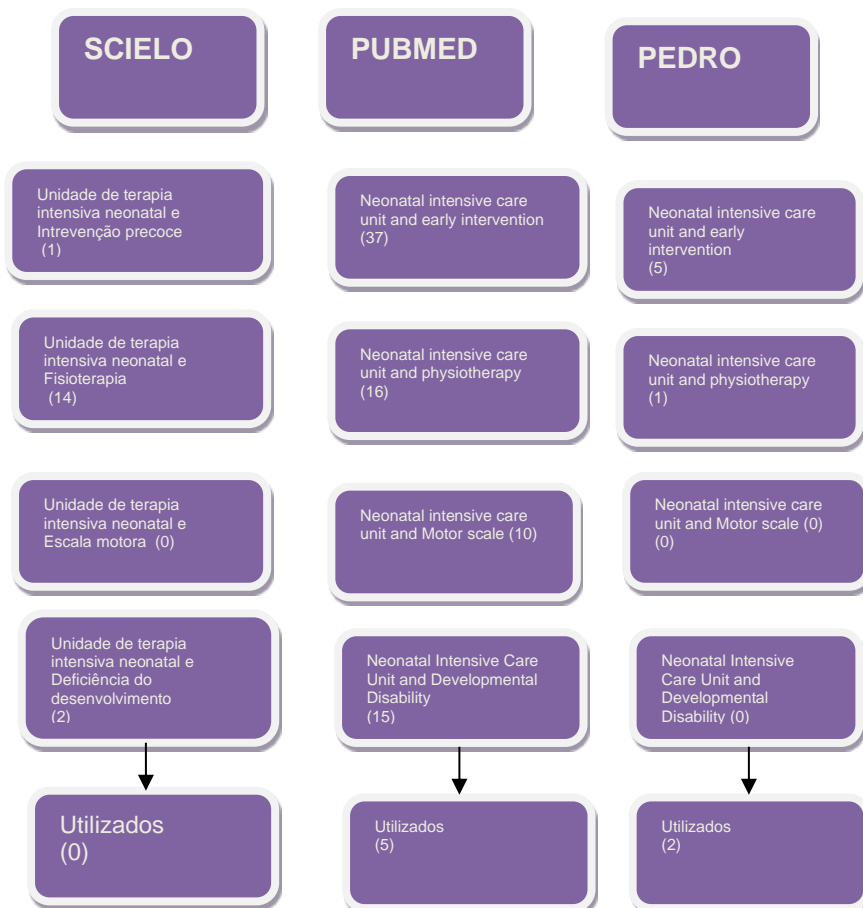 SCIELO
PUBMED
PEDRO
Unidade de terapia
intensiva neonatal e
Intrevenção precoce
(1)
Neonatal intensive care
unit and early intervention
(37)
Neonatal intensive care
unit and early
intervention
(5)
Unidade de terapia
intensiva neonatal e
Fisioterapia
(14)
Neonatal intensive care
unit and physiotherapy
(16)
Neonatal intensive care
unit and physiotherapy
(1)
Unidade de terapia
intensiva neonatal e
Escala motora (0)
Neonatal intensive care
unit and Motor scale (10)
Neonatal intensive care
unit and Motor scale (0)
(0)
Unidade de terapia
intensiva neonatal e
Deficiência do
desenvolvimento
(2)
Neonatal Intensive Care
Unit and Developmental
Disability
(15)
Neonatal Intensive
Care Unit and
Developmental
Disability (0)
Utilizados
(0)
Utilizados
(5)
Utilizados
(2)